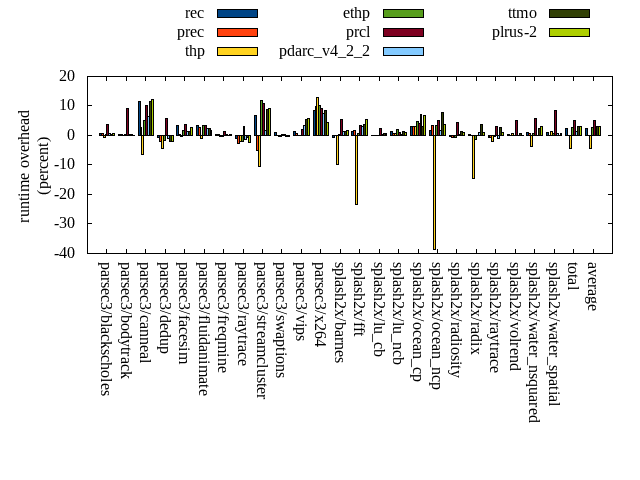 rec ethp ttmo
prec prcl plrus-2
thp pdarc_v4_2_2
20
10
0
-10
-20
-30
-40
runtime overhead
(percent)
parsec3/blackscholes
parsec3/bodytrack
parsec3/canneal
parsec3/dedup
parsec3/facesim
parsec3/fluidanimate
parsec3/freqmine
parsec3/raytrace
parsec3/streamcluster
parsec3/swaptions
parsec3/vips
parsec3/x264
splash2x/barnes
splash2x/fft
splash2x/lu_cb
splash2x/lu_ncb
splash2x/ocean_cp
splash2x/ocean_ncp
splash2x/radiosity
splash2x/radix
splash2x/raytrace
splash2x/volrend
splash2x/water_nsquared
splash2x/water_spatial
total
average